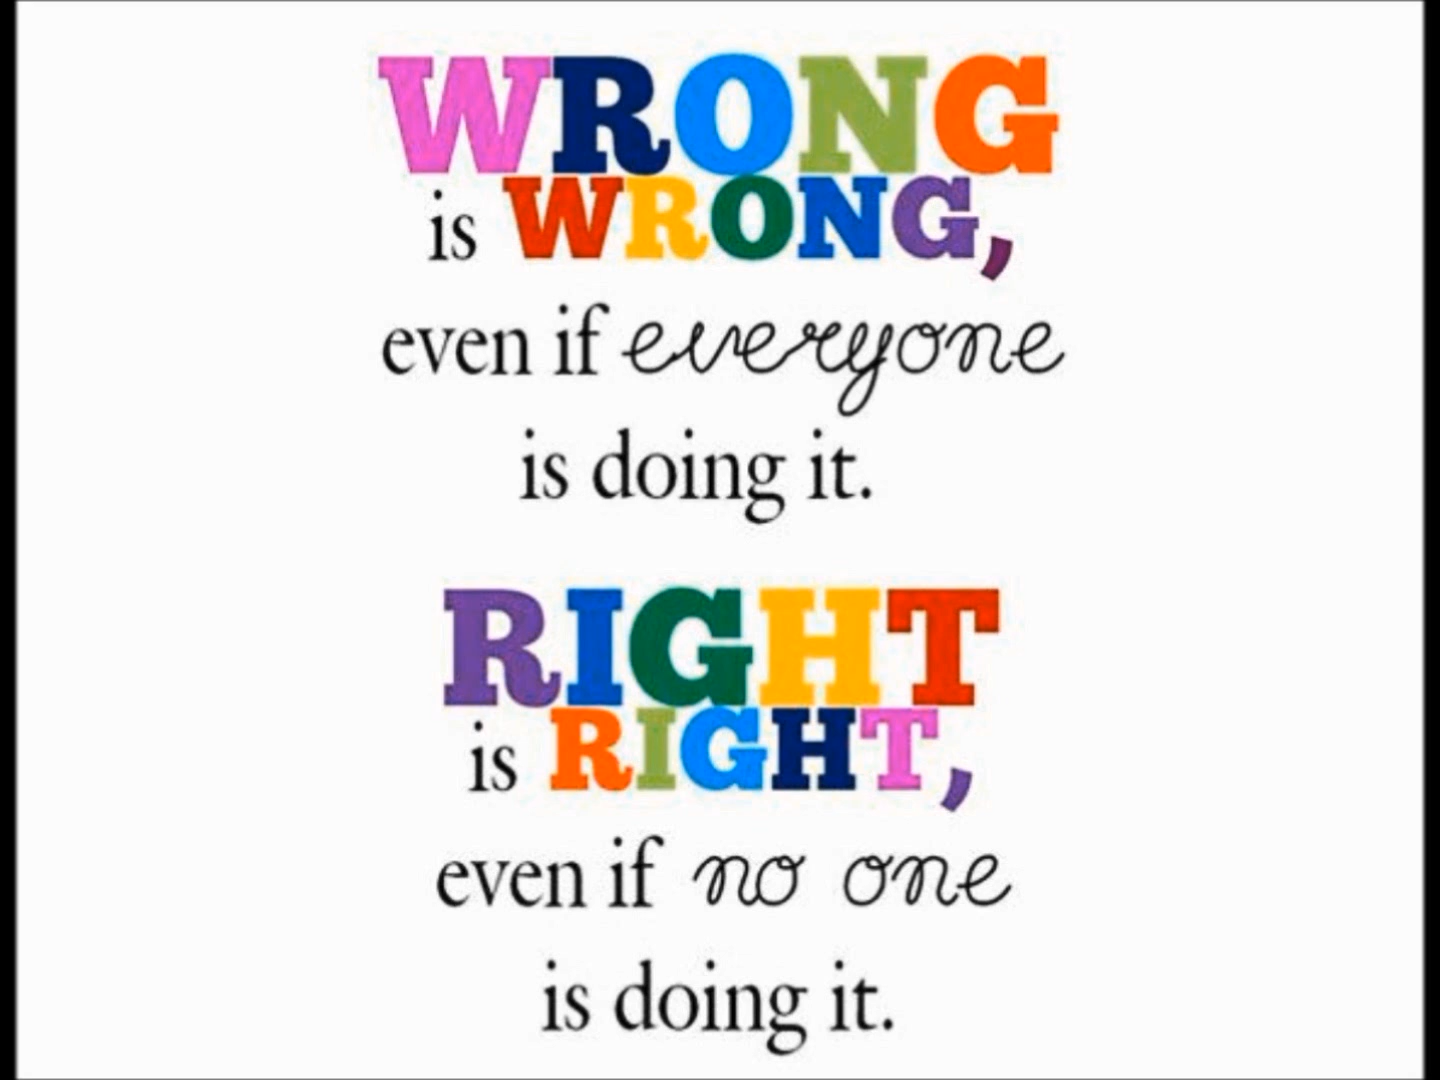 WRONG
is WRONG,
even if everyone
is doing it.
RIGHT
is RIGHT,
even if no one
is doing it.